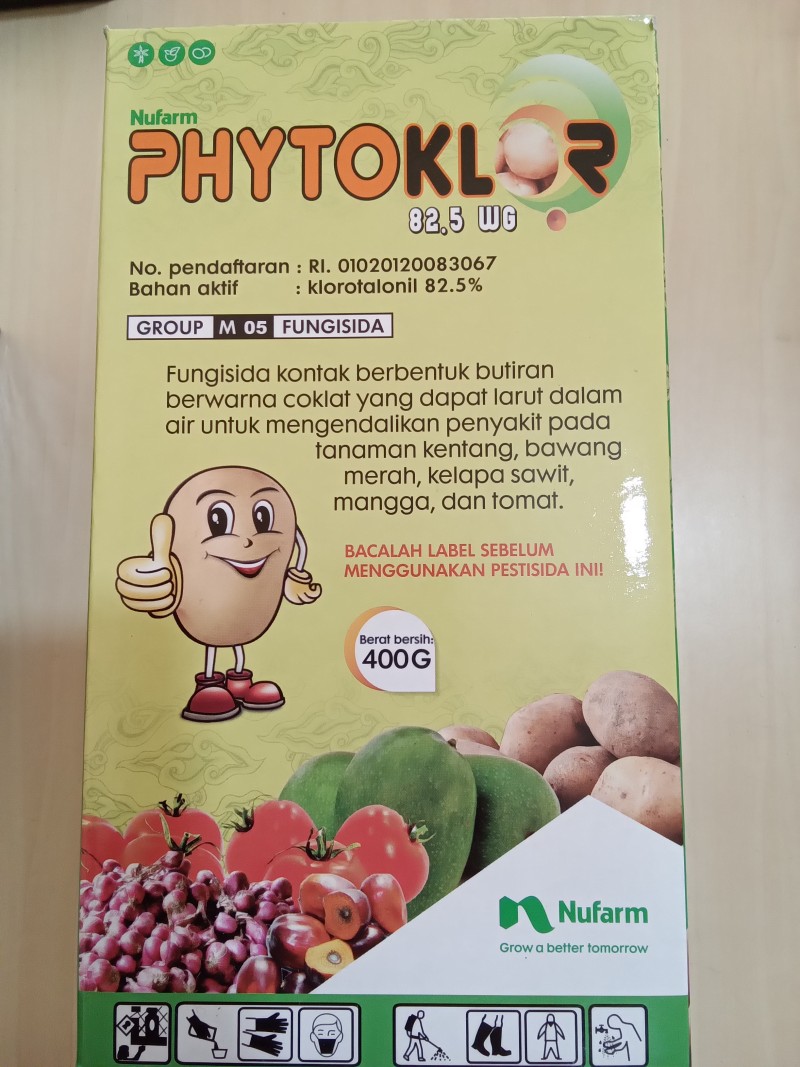 Nufarm
PHYTOKLOR
82.5 WG
No. pendaftaran : RI. 01020120083067
Bahan aktif : klorotalonil 82.5%
GROUP M 05 FUNGISIDA
Fungisida kontak berbentuk butiran
berwarna coklat yang dapat larut dalam
air untuk mengendalikan penyakit pada
tanaman kentang, bawang
merah, kelapa sawit,
mangga, dan tomat.
BACALAH LABEL SEBELUM
MENGGUNAKAN PESTISIDA INI!
Berat bersih:
400G
Nufarm
Grow a better tomorrow